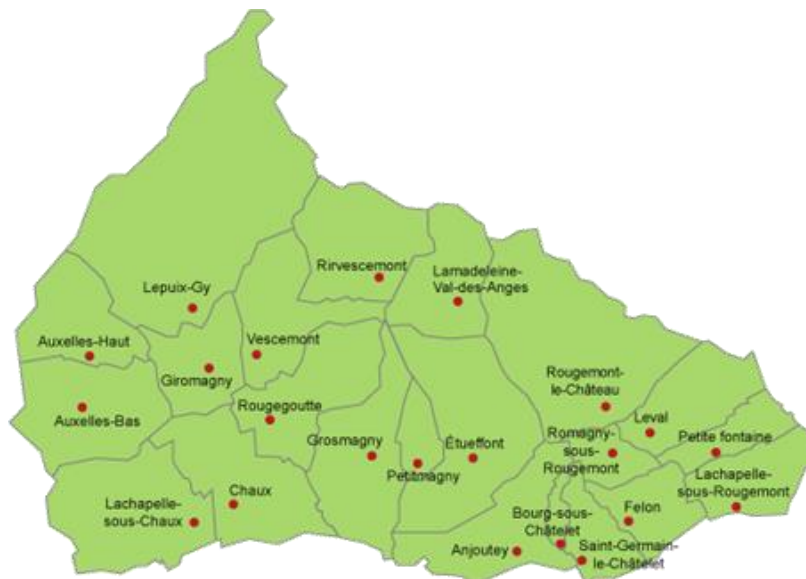 Rirvescemont
Lamadeleine-
Val-des-Anges
Lepuix-Gy
Auxelles-Haut
Vescemont
Giromagny
Rougemont-
le-Château
Auxelles-Bas
Rougegoutte
Leval
Romagny-
sous-
Rougemont
Petite fontaine
Grosmagny
Petitmagny
Étueffont
Lachapelle-
sous-Rougemont
Lachapelle-
sous-Chaux
Chaux
Felon
Bourg-sous-
Châtelet
Anjoutey
Saint-Germain-
le-Châtelet